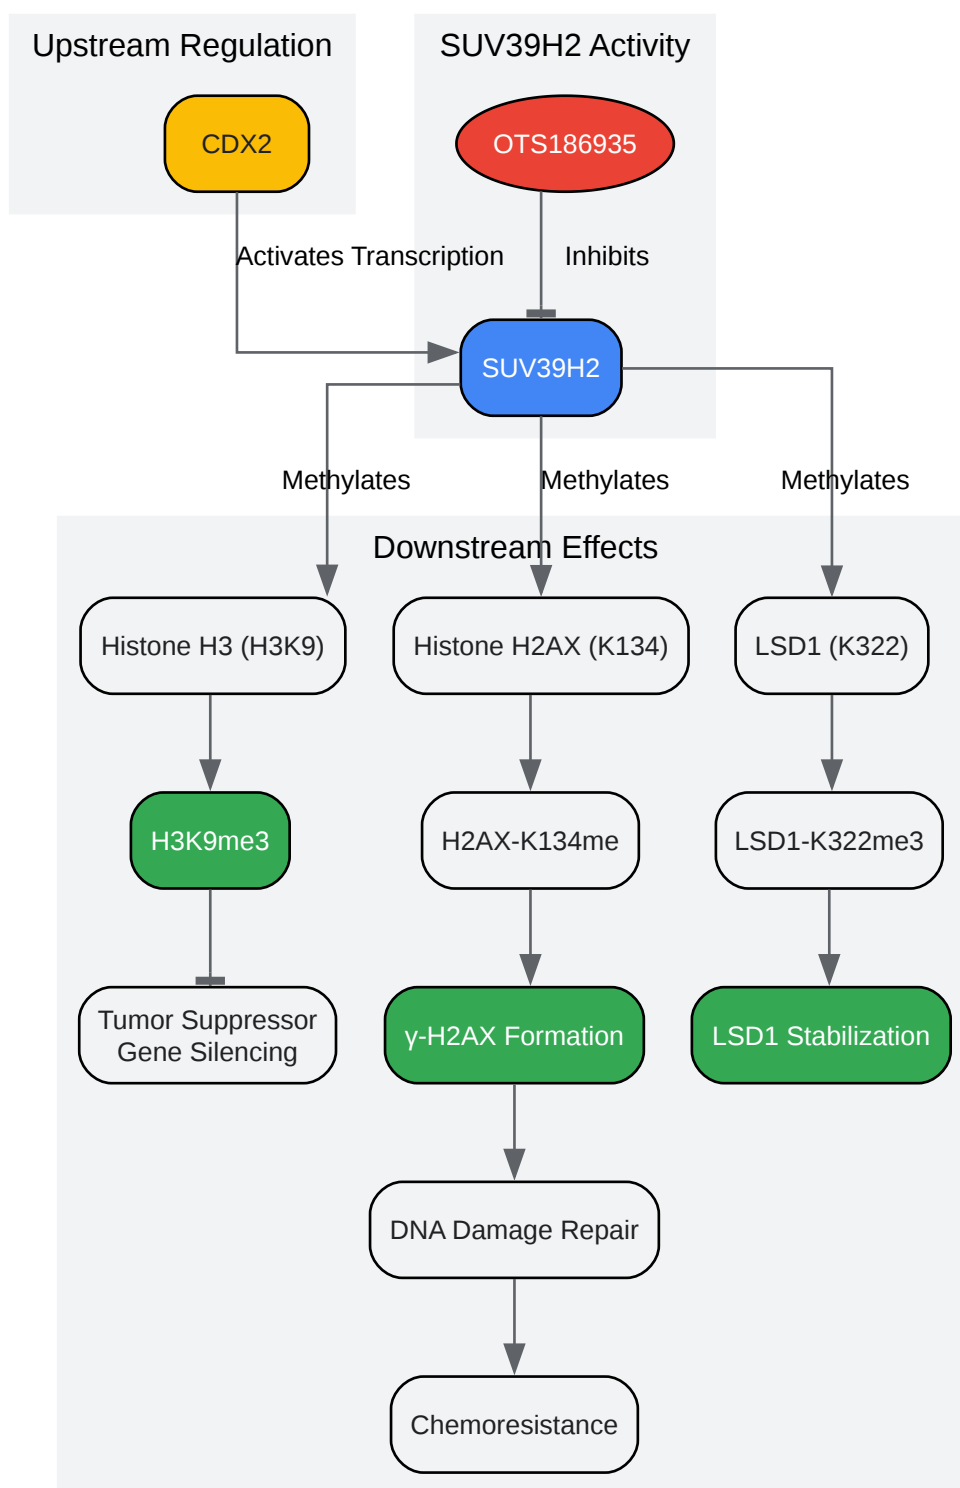 Upstream Regulation
SUV39H2 Activity
CDX2
OTS186935
Activates Transcription
Inhibits
SUV39H2
Methylates
Methylates
Methylates
Downstream Effects
Histone H3 (H3K9)
Histone H2AX (K134)
LSD1 (K322)
H3K9me3
H2AX-K134me
LSD1-K322me3
Tumor Suppressor
Gene Silencing
γ-H2AX Formation
LSD1 Stabilization
DNA Damage Repair
Chemoresistance